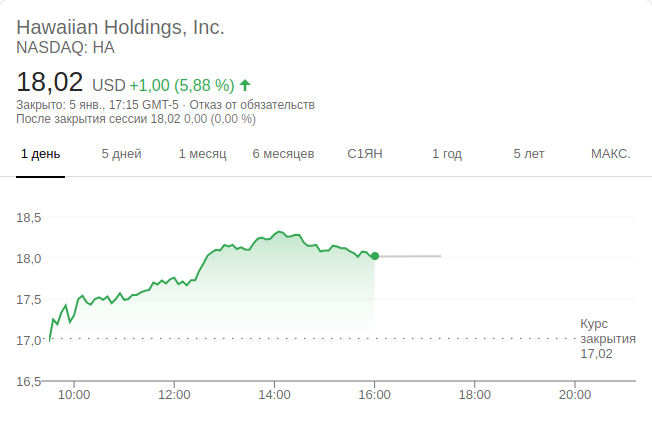 Hawaiian Holdings, Inc.
NASDAQ: HA
18,02 USD +1,00 (5,88 %)
Закрыто: 5 янв., 17:15 GMT-5 · Отказ от обязательств
После закрытия сессии 18,02 0,00 (0,00 %)
1 день 5 дней 1 месяц 6 месяцев С1ЯН 1 год 5 лет МАКС.
18,5
18,0
17,5
17,0
16,5
Курс
закрытия
17,02
10:00 12:00 14:00 16:00 18:00 20:00